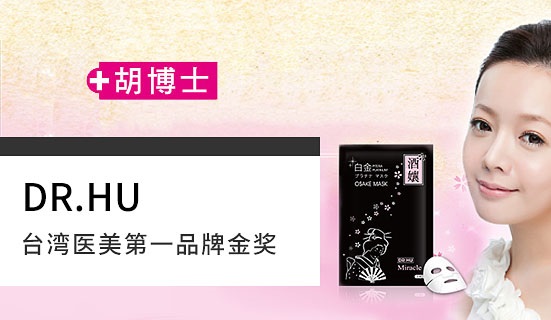 胡博士
DR.HU
台湾医美第一品牌金奖
酒孃
白金
プラチナ マスク
OSAKE MASK
DR.HU
Miracle